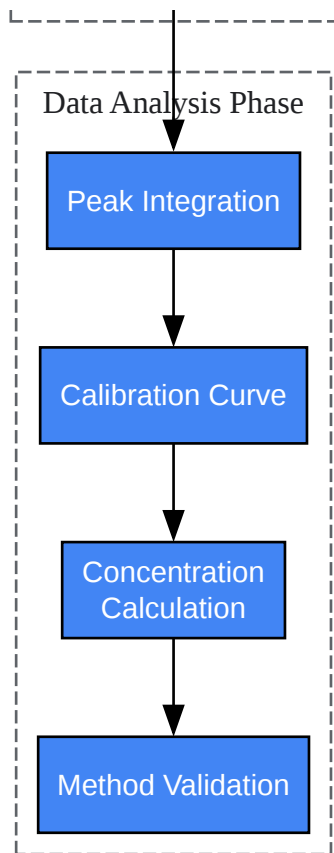 Data Analysis Phase
Peak Integration
Calibration Curve
Concentration
Calculation
Method Validation